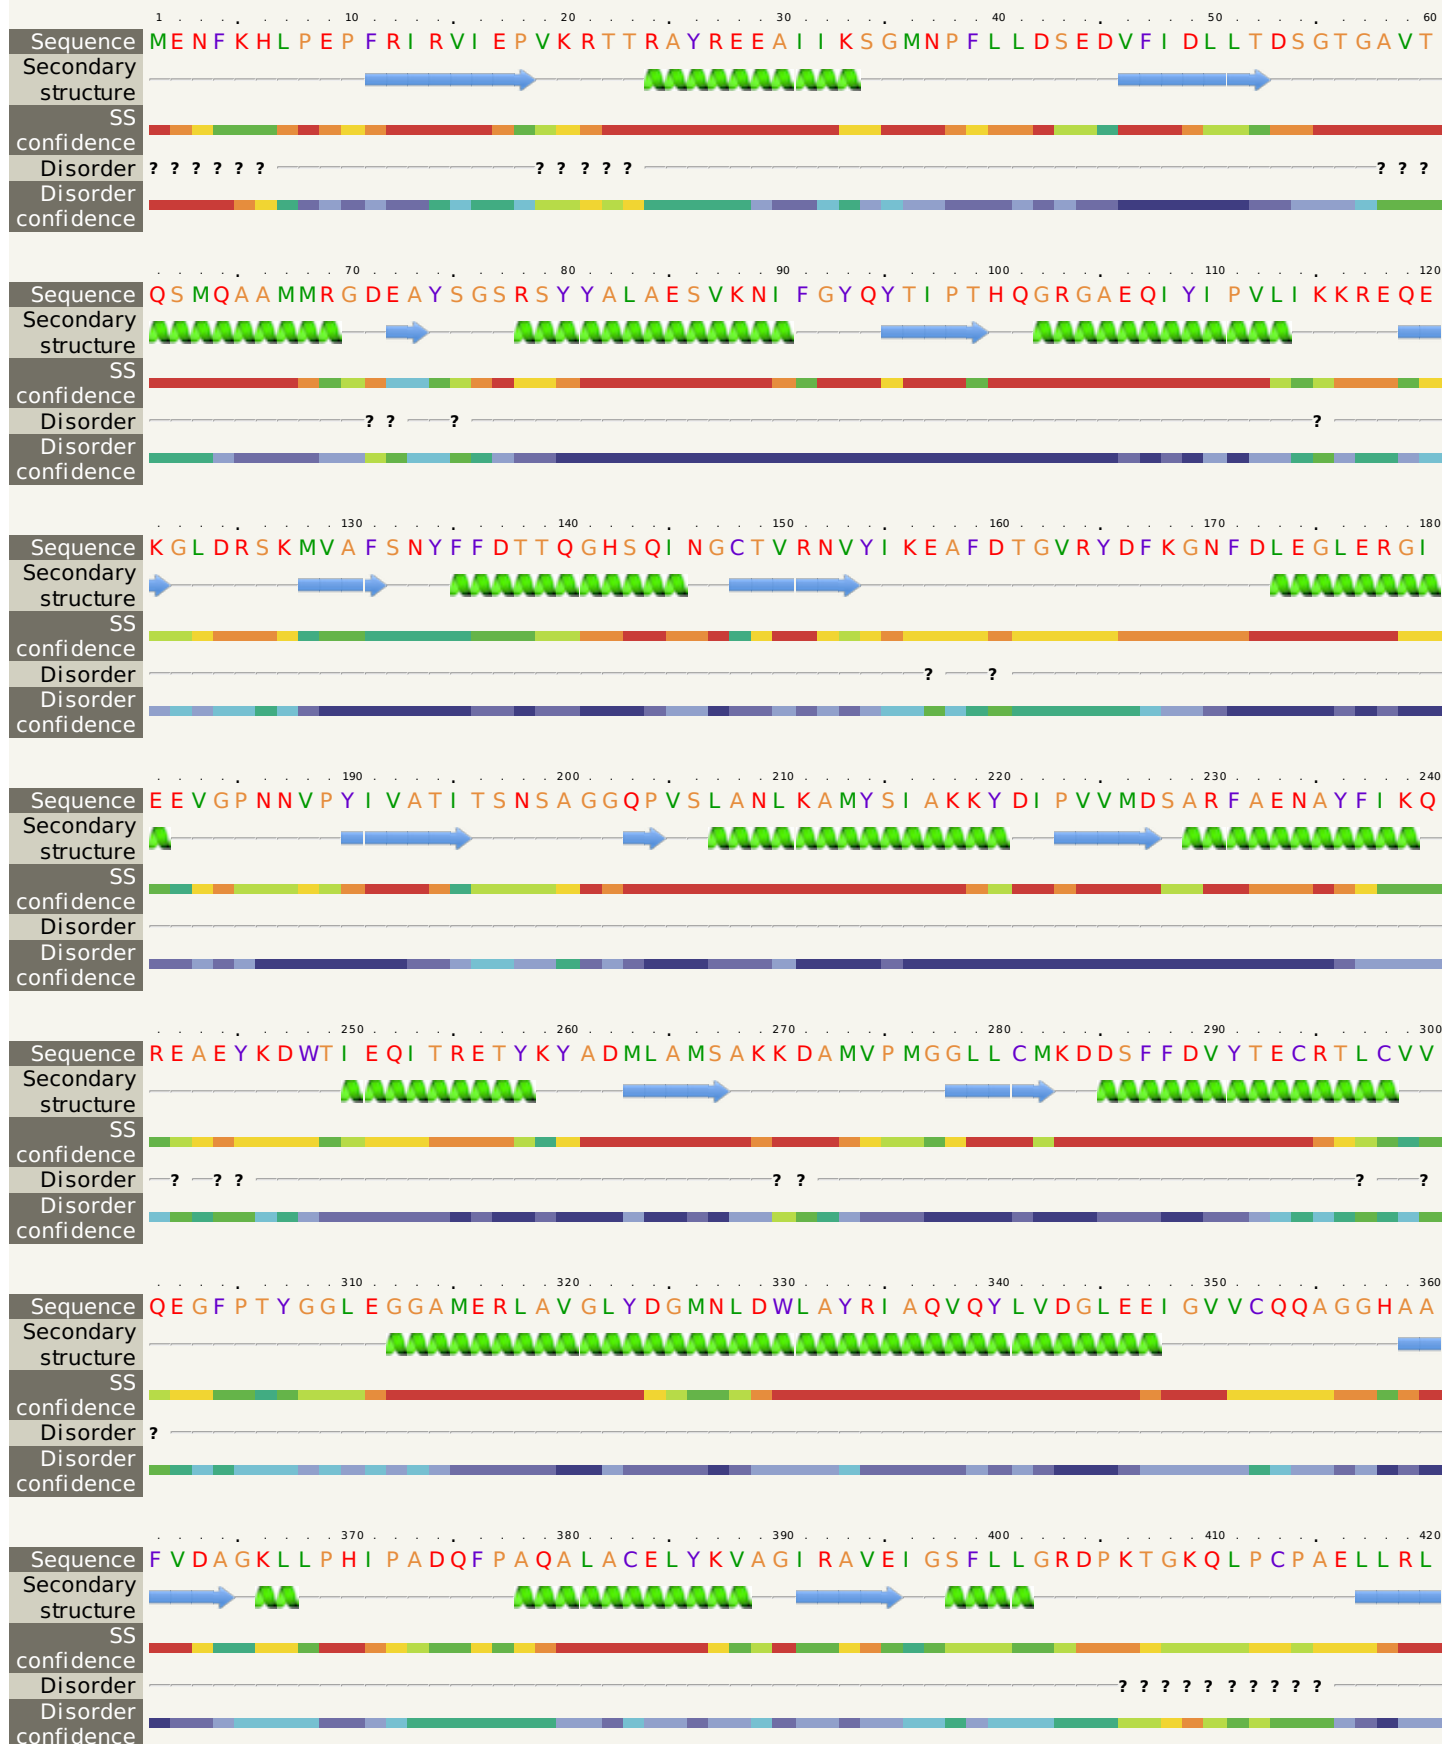 1 10 20 30 40 50 60
Sequence MENFKHLPEPFRIRVIEPVKRTTRAYREEAIIKSGMNPFLLDSEDVFIDLLTDSGTGAVT
Secondary
structure
SS
confidence
Disorder ? ? ? ? ? ? ? ? ? ? ? ? ? ?
Disorder
confidence
70 80 90 100 110 120
Sequence QSMQAAMMRGDEAYSGSRSYYALAESVKNIFGYQYTIPTHQGRGAEQIYIPVLIKKREQE
Secondary
structure
SS
confidence
Disorder ? ? ? ?
Disorder
confidence
130 140 150 160 170 180
Sequence KGLDRSKMVAFSNYFFDTTQGHSQINGCTVRNVYIKEAFDTGVRYDFKGNFDLEGLERGI
Secondary
structure
SS
confidence
Disorder ? ?
Disorder
confidence
190 200 210 220 230 240
Sequence EEVGPNNVPYIVATITSNSAGGQPVSLANLKAMYSIAKKYDIPVVMDSARFAENAYFIKQ
Secondary
structure
SS
confidence
Disorder
Disorder
confidence
250 260 270 280 290 300
Sequence REAEYKDWTIEQITRETYKYADMLAMSAKKDAMVPMGGLLCMKDDSFFDVYTECRTLCVV
Secondary
structure
SS
confidence
Disorder ? ? ? ? ? ? ?
Disorder
confidence
310 320 330 340 350 360
Sequence QEGFPTYGGLEGGAMERLAVGLYDGMNLDWLAYRIAQVQYLVDGLEEIGVVCQQAGGHAA
Secondary
structure
SS
confidence
Disorder ?
Disorder
confidence
370 380 390 400 410 420
Sequence FVDAGKLLPHIPADQFPAQALACELYKVAGIRAVEIGSFLLGRDPKTGKQLPCPAELLRL
Secondary
structure
SS
confidence
Disorder ? ? ? ? ? ? ? ? ? ?
Disorder
confidence